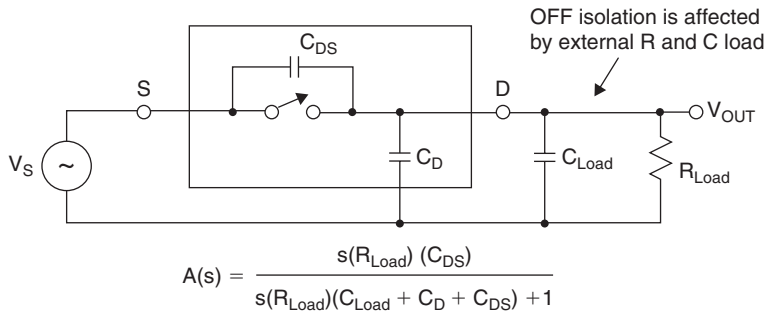 OFF isolation is affected
by external R and C load
C_DS
S
D
V_OUT
V_S
~
C_D
C_Load
R_Load
A(s) = s(R_Load) (C_DS) / s(R_Load)(C_Load + C_D + C_DS) +1